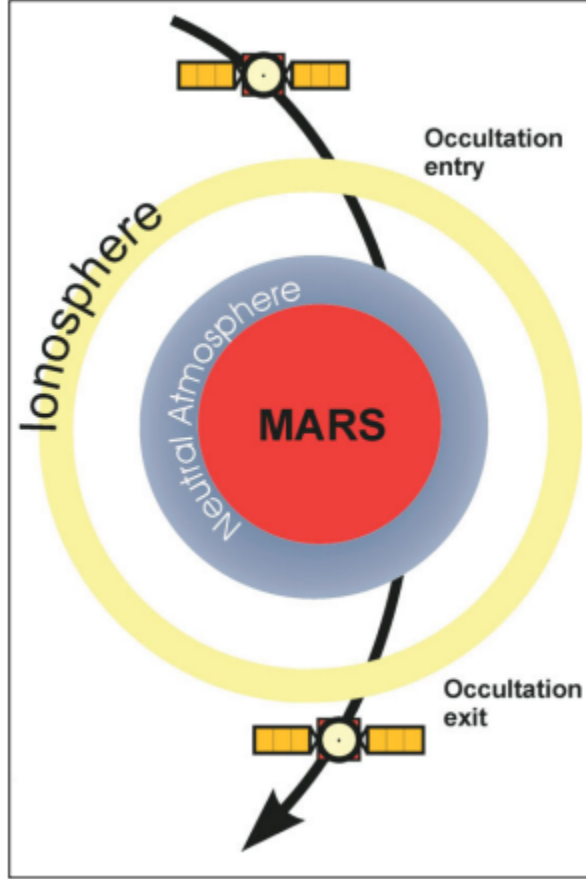 Occultation
entry
Ionosphere
Neutral Atmosphere
MARS
Occultation
exit